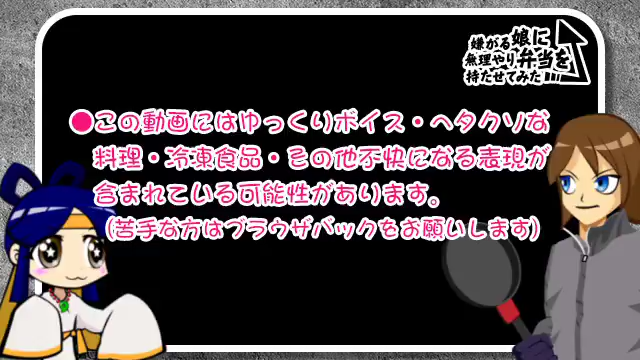 嫌がる娘に
無理やり弁当を
持たせてみた
●この動画にはゆっくりボイス・ヘタクソな
料理・冷凍食品・その他不快になる表現が
含まれている可能性があります。
(苦手な方はブラウザバックをお願いします)